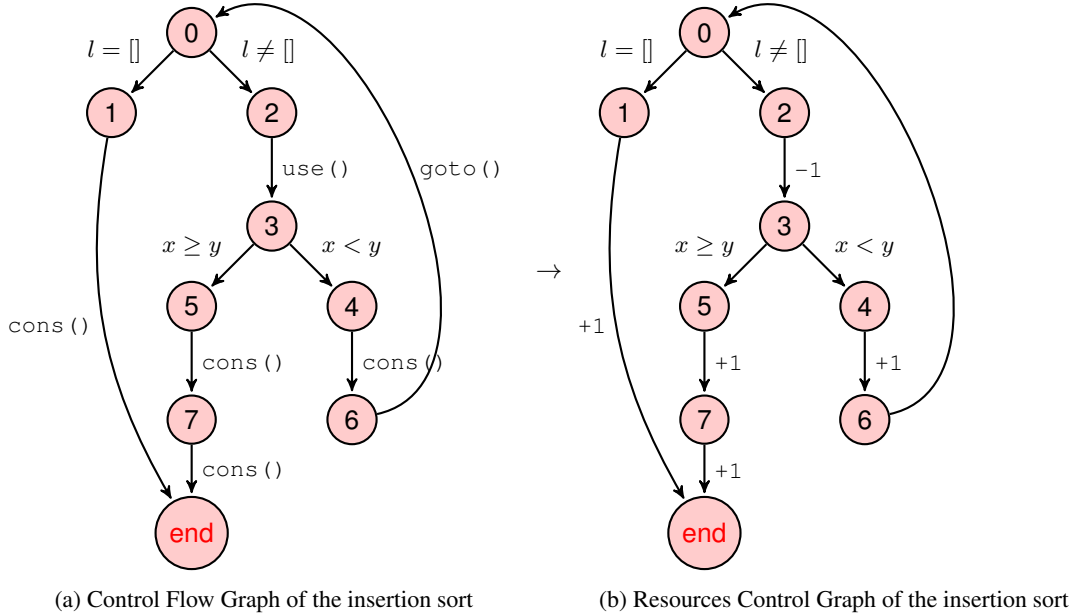 0
l = []
l ≠ []
1
2
use()
goto()
3
x ≥ y
x < y
5
4
cons()
cons()
cons()
7
6
cons()
end
(a) Control Flow Graph of the insertion sort
→
0
l = []
l ≠ []
1
2
-1
3
x ≥ y
x < y
5
4
+1
+1
+1
7
6
+1
end
(b) Resources Control Graph of the insertion sort